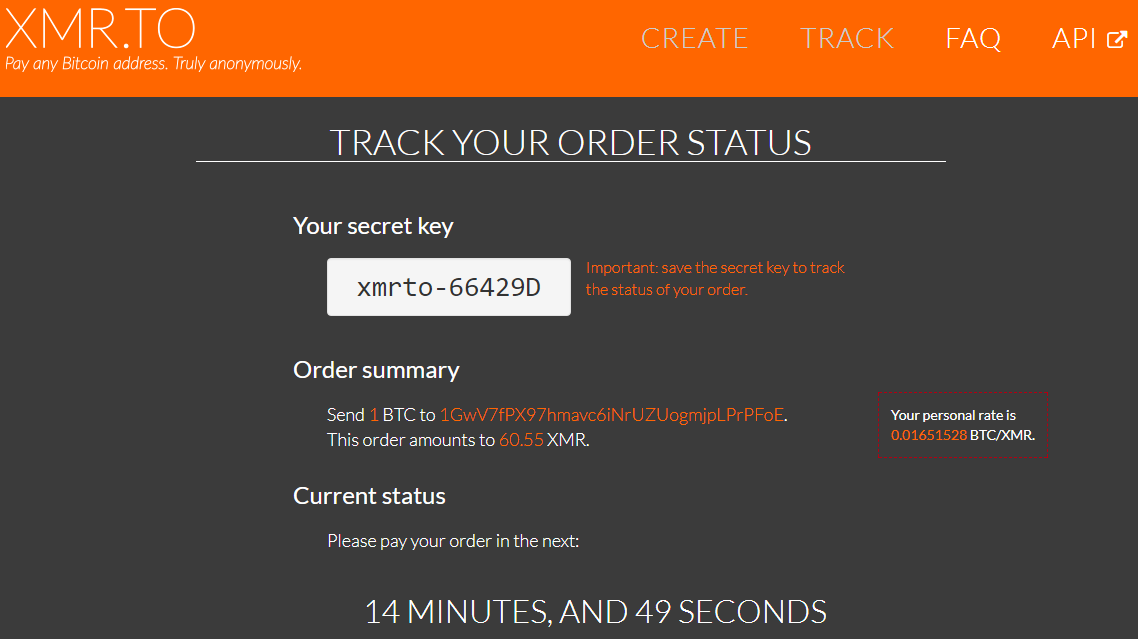 XMR.TO
Pay any Bitcoin address. Truly anonymously.
CREATE TRACK FAQ API
TRACK YOUR ORDER STATUS
Your secret key
xmrto-66429D
Important: save the secret key to track
the status of your order.
Order summary
Send 1 BTC to 1GwV7fPX97hmavc6iNrUZUogmjpLPrPFoE.
This order amounts to 60.55 XMR.
Your personal rate is
0.01651528 BTC/XMR.
Current status
Please pay your order in the next:
14 MINUTES, AND 49 SECONDS